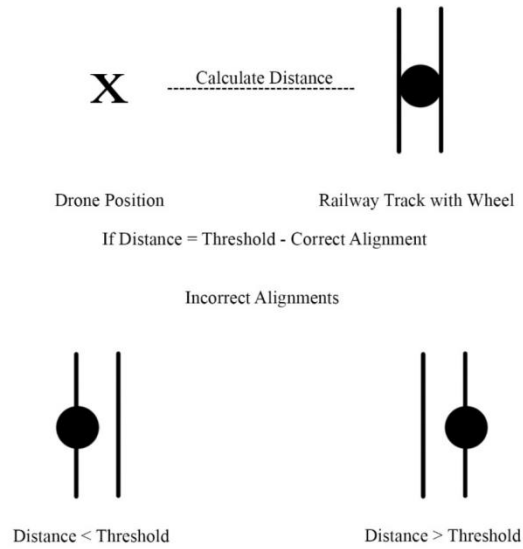 X
Calculate Distance
Drone Position
Railway Track with Wheel
If Distance = Threshold - Correct Alignment
Incorrect Alignments
Distance < Threshold
Distance > Threshold